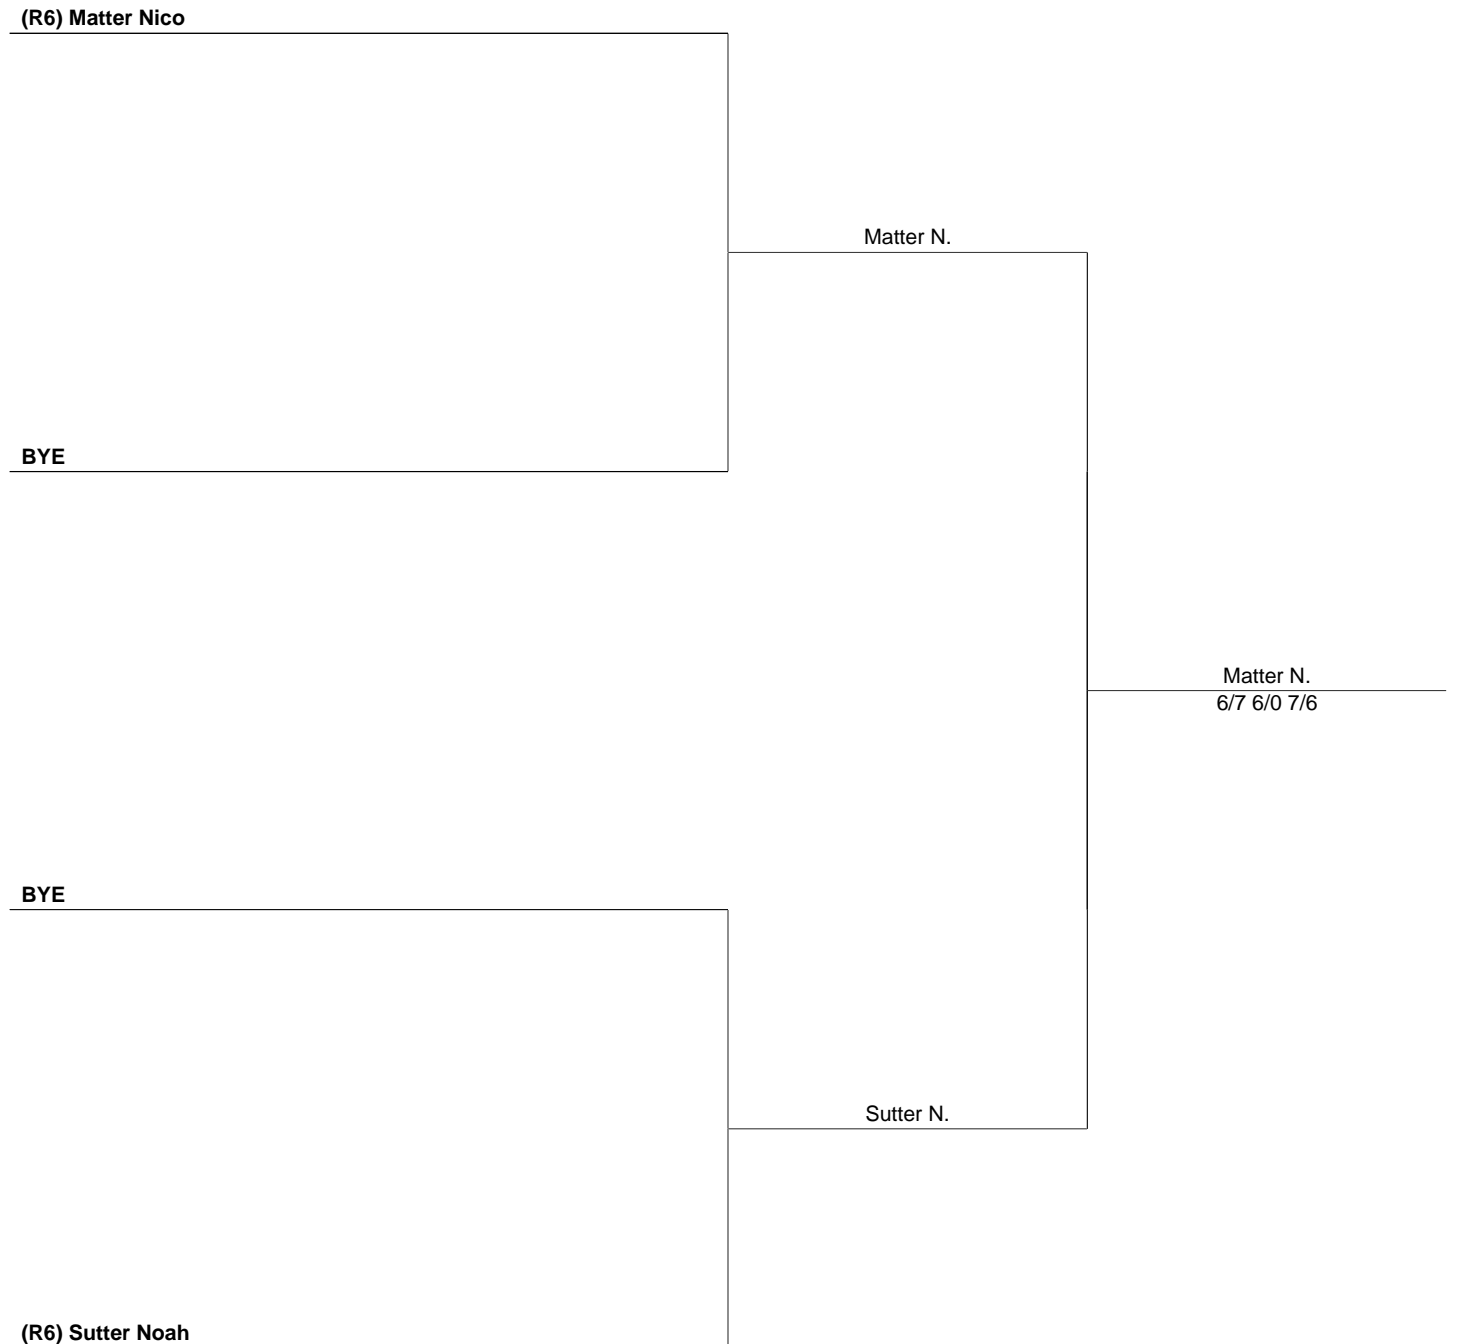 (R6) Matter Nico
Matter N.
BYE
Matter N.
6/7 6/0 7/6
BYE
Sutter N.
(R6) Sutter Noah